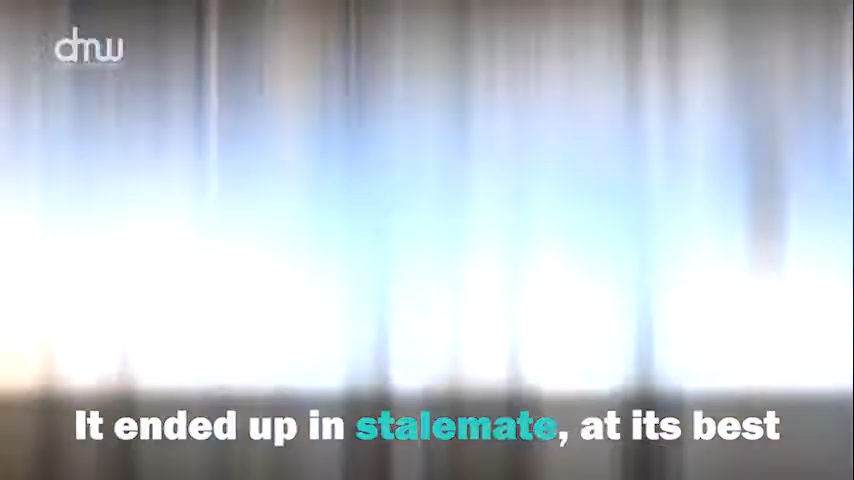 dmw
It ended up in stalemate, at its best